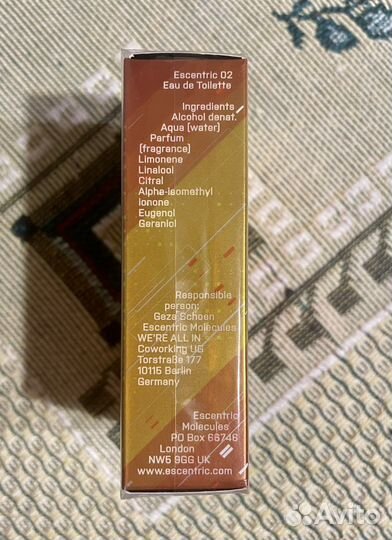 Escentric 02
Eau de Toilette
Ingredients
Alcohol denat.
Aqua (water)
Parfum
(fragrance)
Limonene
Linalool
Citral
Alpha-isomethyl
ionone
Eugenol
Geraniol
Responsible
person:
Geza Schoen
Escentric Molecules
WE'RE ALL IN
Coworking UG
Torstraße 177
10115 Berlin
Germany
Escentric
Molecules
PO Box 66746
London
NW5 9GG UK
www.escentric.com
Avito